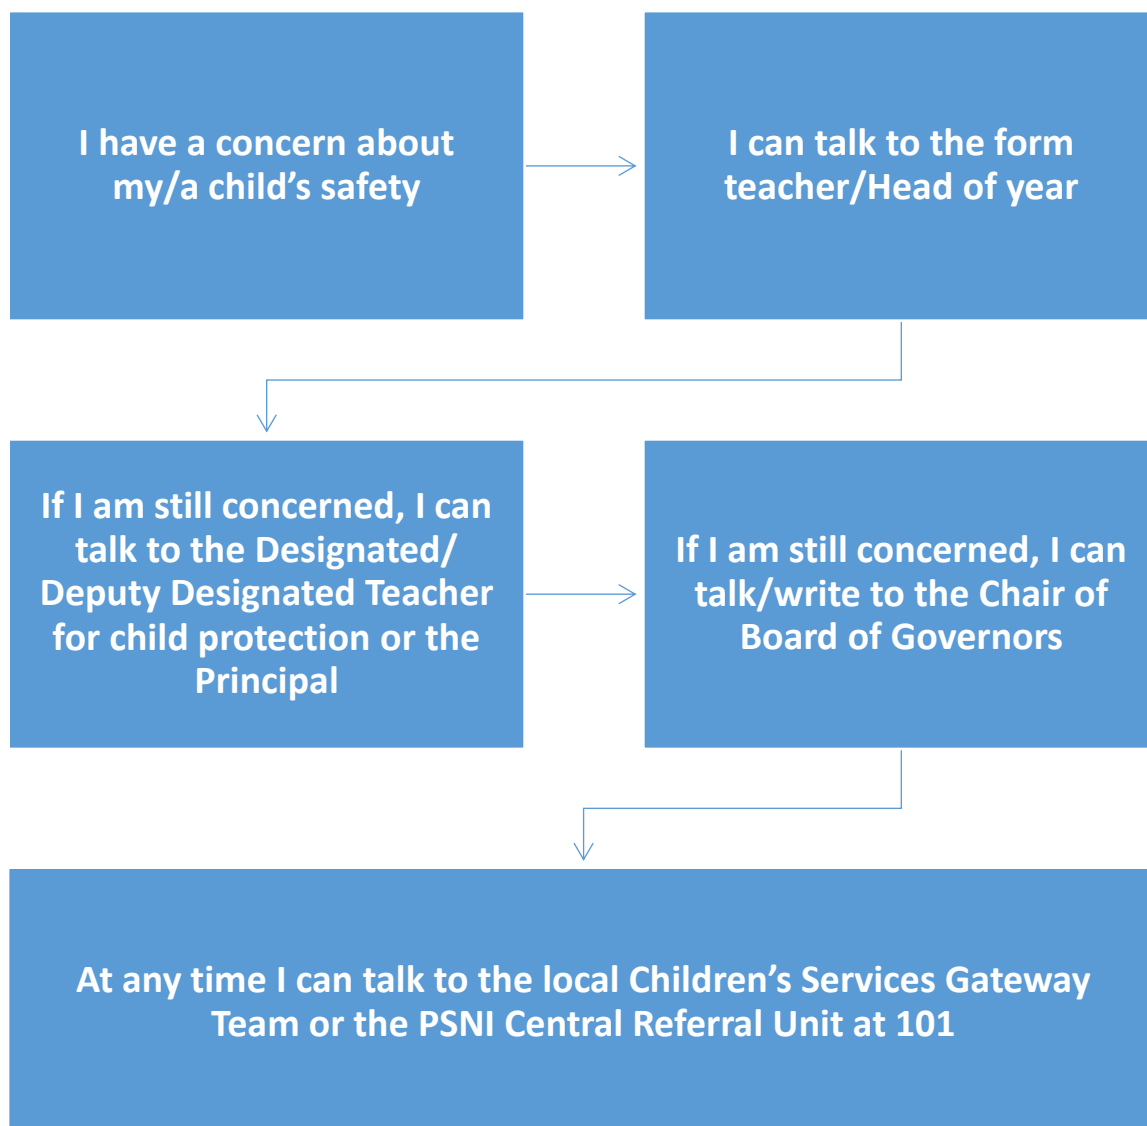 I have a concern about
my/a child’s safety
I can talk to the form
teacher/Head of year
If I am still concerned, I can
talk to the Designated/
Deputy Designated Teacher
for child protection or the
Principal
If I am still concerned, I can
talk/write to the Chair of
Board of Governors
At any time I can talk to the local Children’s Services Gateway
Team or the PSNI Central Referral Unit at 101